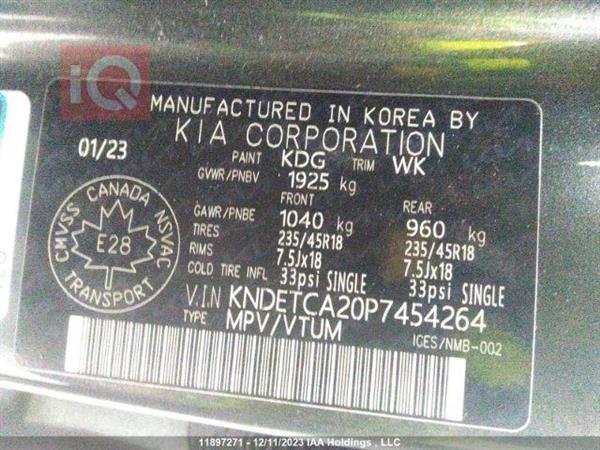 iQ
MANUFACTURED IN KOREA BY
KIA CORPORATION
01/23
PAINT KDG TRIM WK
GVWR/PNBV 1925 kg
FRONT REAR
GAWR/PNBE 1040 kg 960 kg
TIRES 235/45R18 235/45R18
RIMS 7.5Jx18 7.5Jx18
COLD TIRE INFL 33psi SINGLE 33psi SINGLE
CANADA
CMVSS NSVAC
E28
TRANSPORT
V.I.N KNDETCA20P7454264
TYPE MPV/VTUM
ICES/NMB-002
11897271 - 12/11/2023 IAA Holdings , LLC